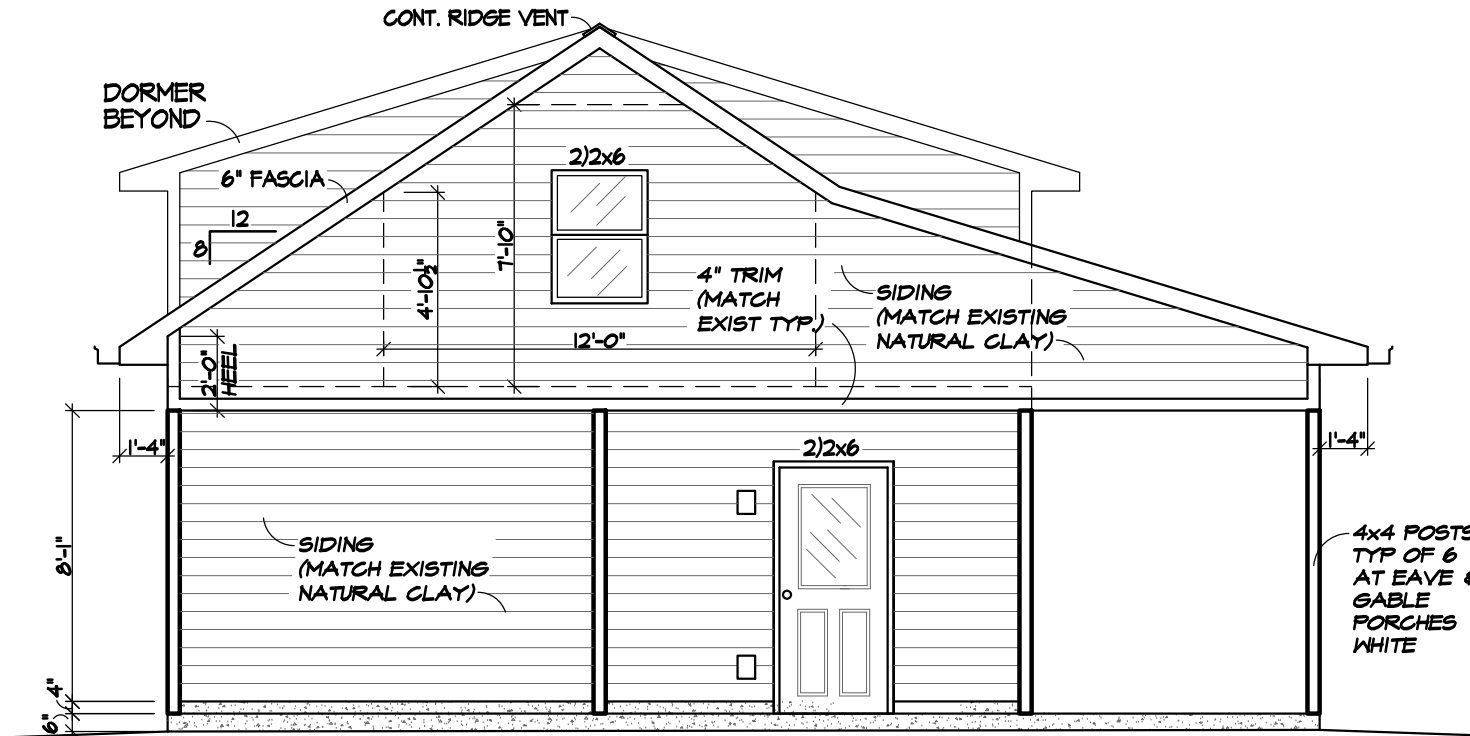 CONT. RIDGE VENT
DORMER
BEYOND
2)2x6
6" FASCIA
12
8
7'-10"
4'-10½"
4" TRIM
(MATCH
EXIST TYP.)
SIDING
(MATCH EXISTING
NATURAL CLAY)
12'-0"
2'-0"
HEEL
1'-4"
1'-4"
2)2x6
8'-1"
SIDING
(MATCH EXISTING
NATURAL CLAY)
4x4 POSTS
TYP OF 6
AT EAVE &
GABLE
PORCHES
WHITE
4"
6"